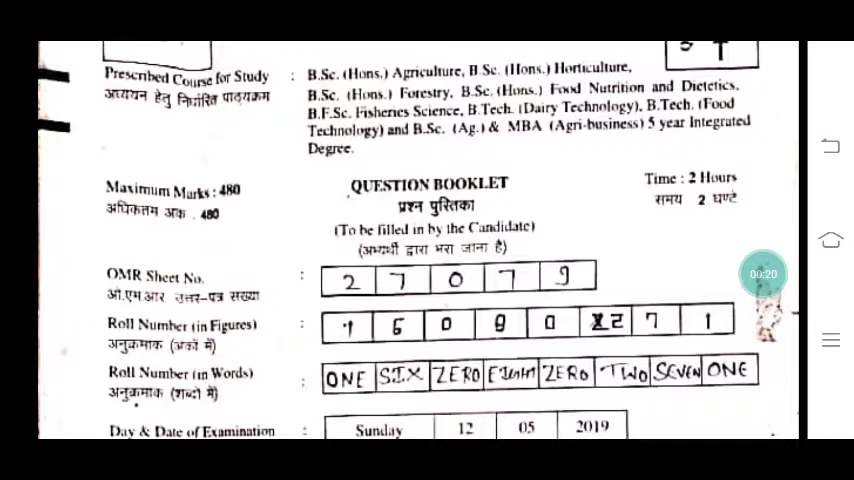 Prescribed Course for Study : B.Sc. (Hons.) Agriculture, B.Sc. (Hons.) Horticulture,
अध्ययन हेतु निर्धारित पाठ्यक्रम B.Sc. (Hons.) Forestry, B.Sc. (Hons.) Food Nutrition and Dietetics,
B.F.Sc. Fisheries Science, B.Tech. (Dairy Technology), B.Tech. (Food
Technology) and B.Sc. (Ag.) & MBA (Agri-business) 5 year Integrated
Degree.
Maximum Marks : 480 QUESTION BOOKLET Time : 2 Hours
अधिकतम अंक . 480 प्रश्न पुस्तिका समय 2 घण्टे
(To be filled in by the Candidate)
(अभ्यर्थी द्वारा भरा जाना है)
OMR Sheet No. : 2 7 0 7 9
ओ.एम.आर उत्तर-पत्र संख्या
Roll Number (in Figures) : 1 6 0 8 0 2 7 1
अनुक्रमांक (अंकों में)
Roll Number (in Words) : ONE SIX ZERO EIGHT ZERO TWO SEVEN ONE
अनुक्रमांक (शब्दों में)
Day & Date of Examination : Sunday 12 05 2019
00:20